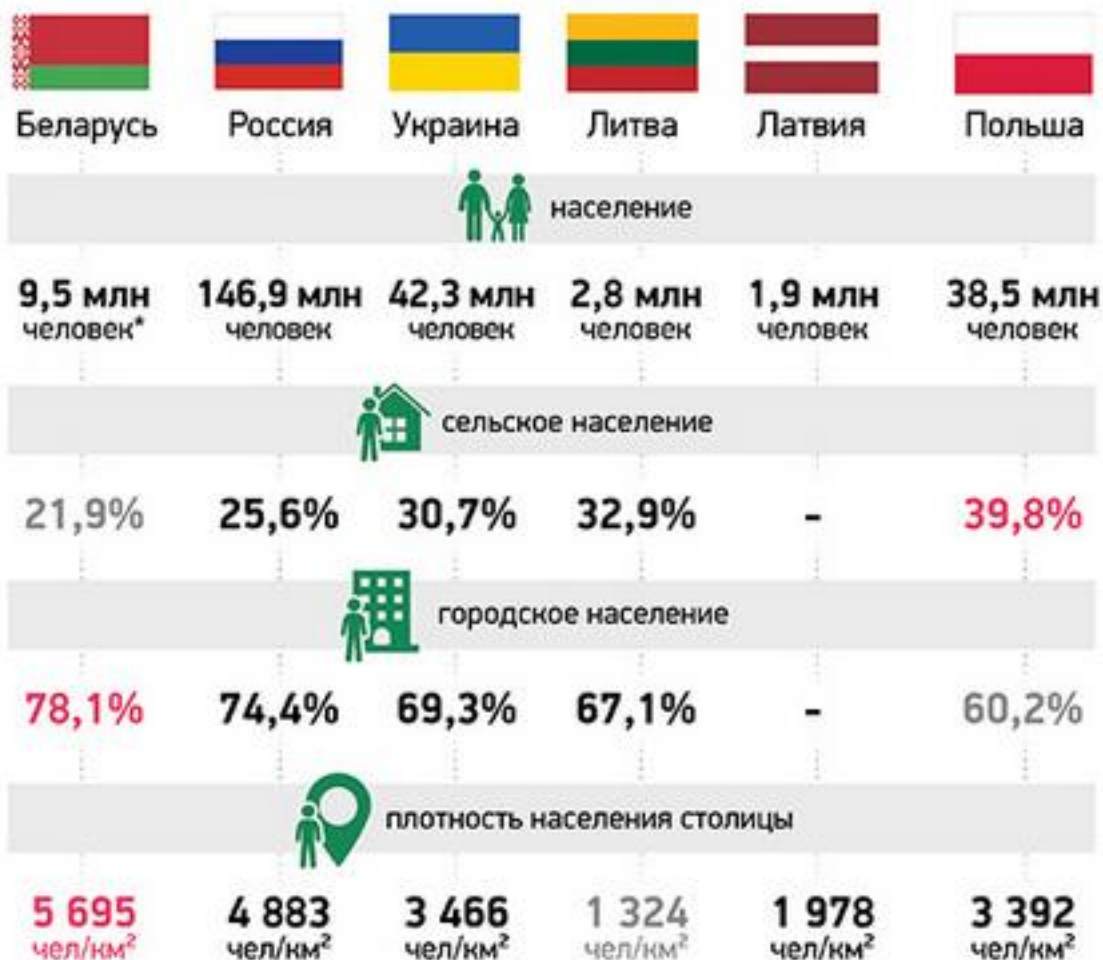 Беларусь Россия Украина Литва Латвия Польша
население
9,5 млн 146,9 млн 42,3 млн 2,8 млн 1,9 млн 38,5 млн
человек* человек человек человек человек человек
сельское население
21,9% 25,6% 30,7% 32,9% - 39,8%
городское население
78,1% 74,4% 69,3% 67,1% - 60,2%
плотность населения столицы
5 695 4 883 3 466 1 324 1 978 3 392
чел/км² чел/км² чел/км² чел/км² чел/км² чел/км²